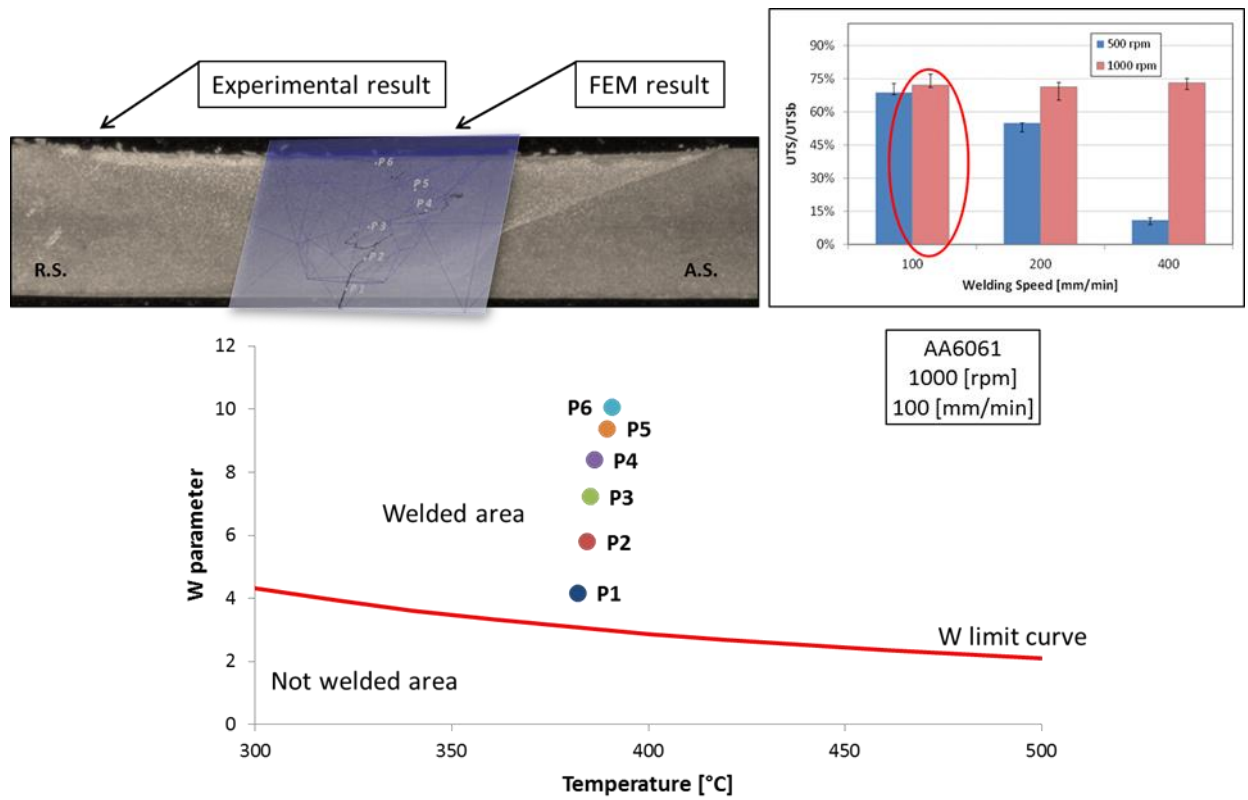 Experimental result
FEM result
P6
P5
P4
P3
P2
P1
R.S.
A.S.
90%
75%
60%
45%
30%
15%
0%
UTS/UTSb
500 rpm
1000 rpm
100
200
400
Welding Speed [mm/min]
AA6061
1000 [rpm]
100 [mm/min]
12
10
8
6
4
2
0
W parameter
P6
P5
P4
P3
P2
P1
Welded area
W limit curve
Not welded area
300
350
400
450
500
Temperature [°C]